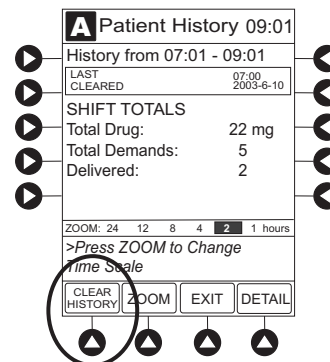 A Patient History 09:01
History from 07:01 - 09:01
LAST 07:00
CLEARED 2003-6-10
SHIFT TOTALS
Total Drug: 22 mg
Total Demands: 5
Delivered: 2
ZOOM: 24 12 8 4 2 1 hours
>Press ZOOM to Change
Time Scale
CLEAR HISTORY ZOOM EXIT DETAIL